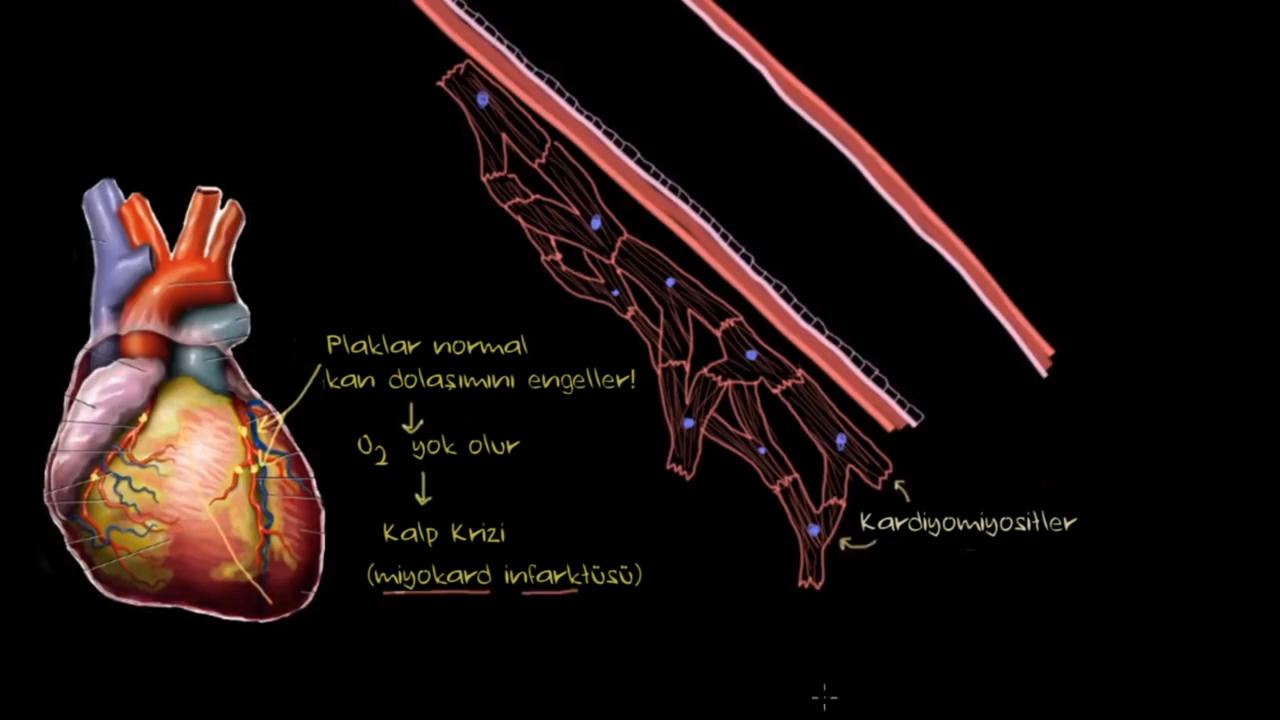 Plaklar normal
kan dolaşımını engeller!
O2 yok olur
Kalp Krizi
(miyokard infarktüsü)
Kardiyomiyositler